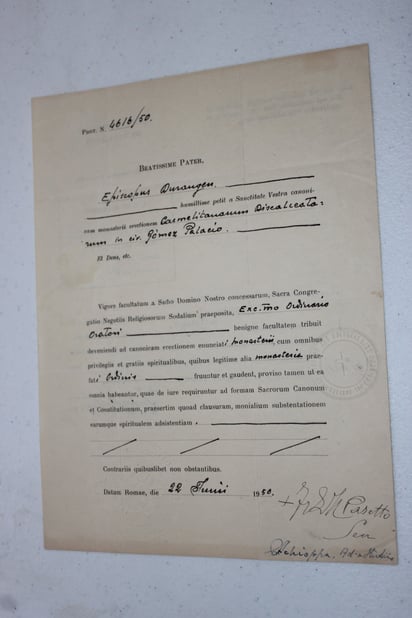 Prot. N. 4616/50.
BEATISSIME PATER,
Episcopus Durangen.
humillime petit a Sanctitate Vestra canoni-
cam monasterii erectionem Carmelitanarum Discalceata-
rum in civ. Gómez Palacio.
Et Deus, etc.
Vigore facultatum a SSmo Domino Nostro concessarum, Sacra Congre-
gatio Negotiis Religiosorum Sodalium praeposita, Exc.mo Ordinario
Oratori benigne facultatem tribuit
deveniendi ad canonicam erectionem enunciati monasterii, cum omnibus
privilegiis et gratiis spiritualibus, quibus legitime alia monasteria prae-
fati Ordinis fruuntur et gaudent, proviso tamen ut ea
omnia habeantur, quae de iure requiruntur ad formam Sacrorum Canonum
et Constitutionum, praesertim quoad clausuram, monialium sustentationem
earumque spiritualem adsistentiam.
Contrariis quibuslibet non obstantibus.
Datum Romae, die 22 Junii 1950.
Pasetto